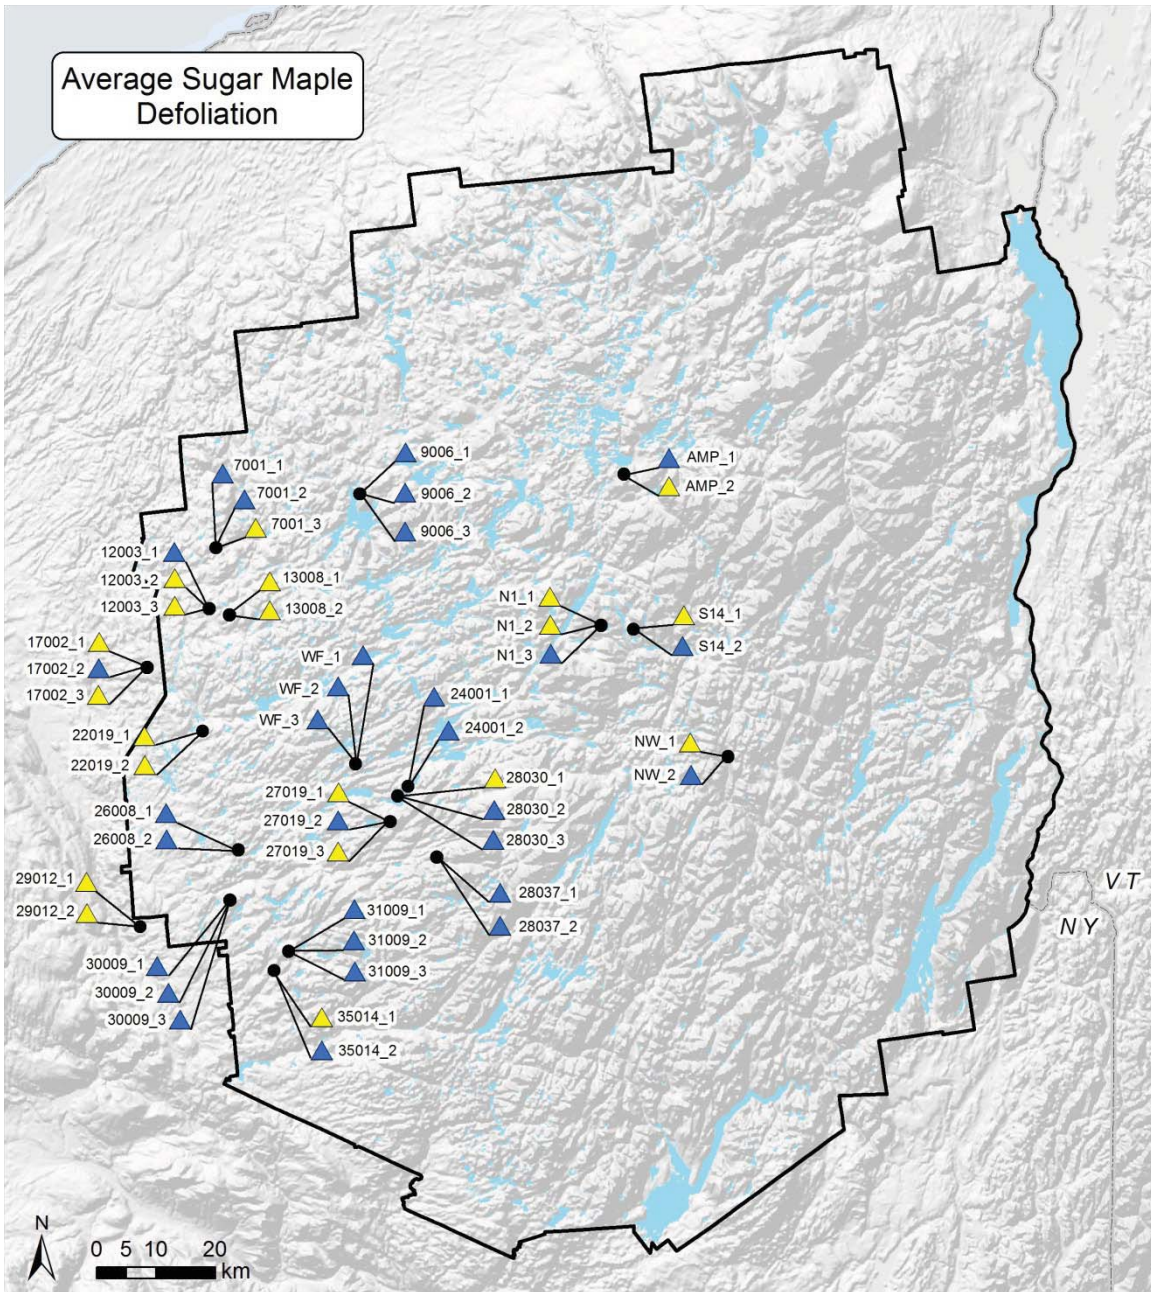 Average Sugar Maple
Defoliation
7001_1
7001_2
7001_3
9006_1
9006_2
9006_3
AMP_1
AMP_2
12003_1
12003_2
12003_3
13008_1
13008_2
N1_1
N1_2
N1_3
S14_1
S14_2
17002_1
17002_2
17002_3
WF_1
WF_2
WF_3
24001_1
24001_2
22019_1
22019_2
NW_1
NW_2
27019_1
27019_2
27019_3
28030_1
28030_2
28030_3
26008_1
26008_2
29012_1
29012_2
28037_1
28037_2
VT
NY
31009_1
31009_2
31009_3
30009_1
30009_2
30009_3
35014_1
35014_2
N
0 5 10 20
km